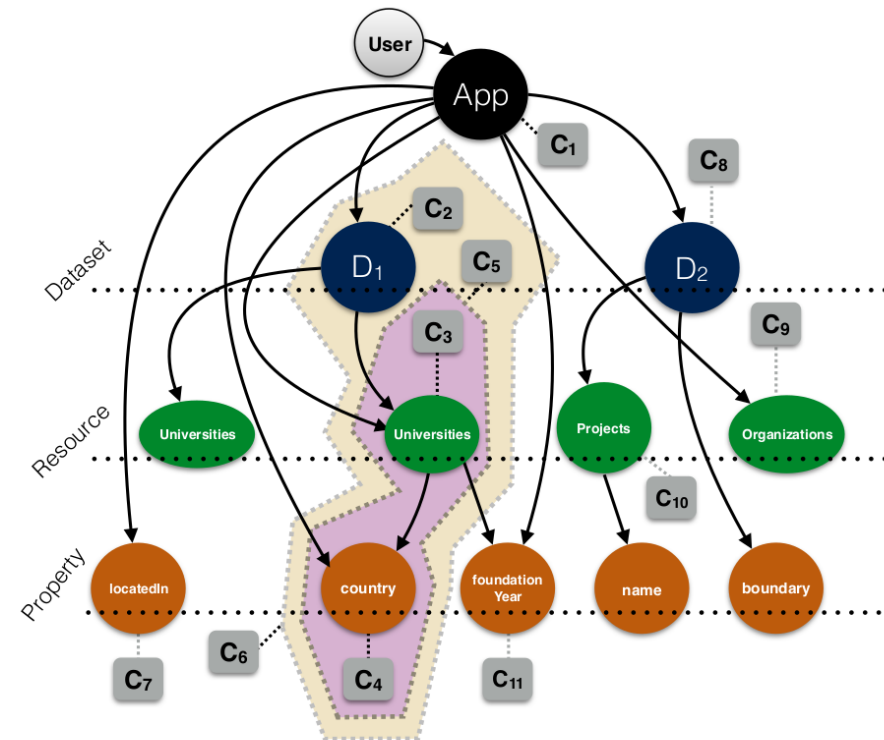 User
App
C1
C8
C2
Dataset
D1
C5
D2
C3
C9
Resource
Universities
Universities
Projects
Organizations
C10
Property
locatedIn
country
foundation
Year
name
boundary
C6
C7
C4
C11